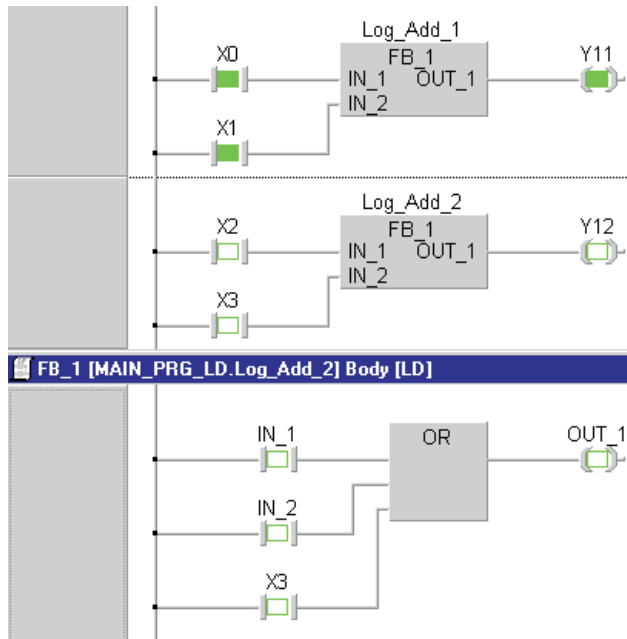 Log_Add_1
X0 FB_1 Y11
IN_1 OUT_1
IN_2
X1
Log_Add_2
X2 FB_1 Y12
IN_1 OUT_1
IN_2
X3
FB_1 [MAIN_PRG_LD.Log_Add_2] Body [LD]
IN_1 OR OUT_1
IN_2
X3